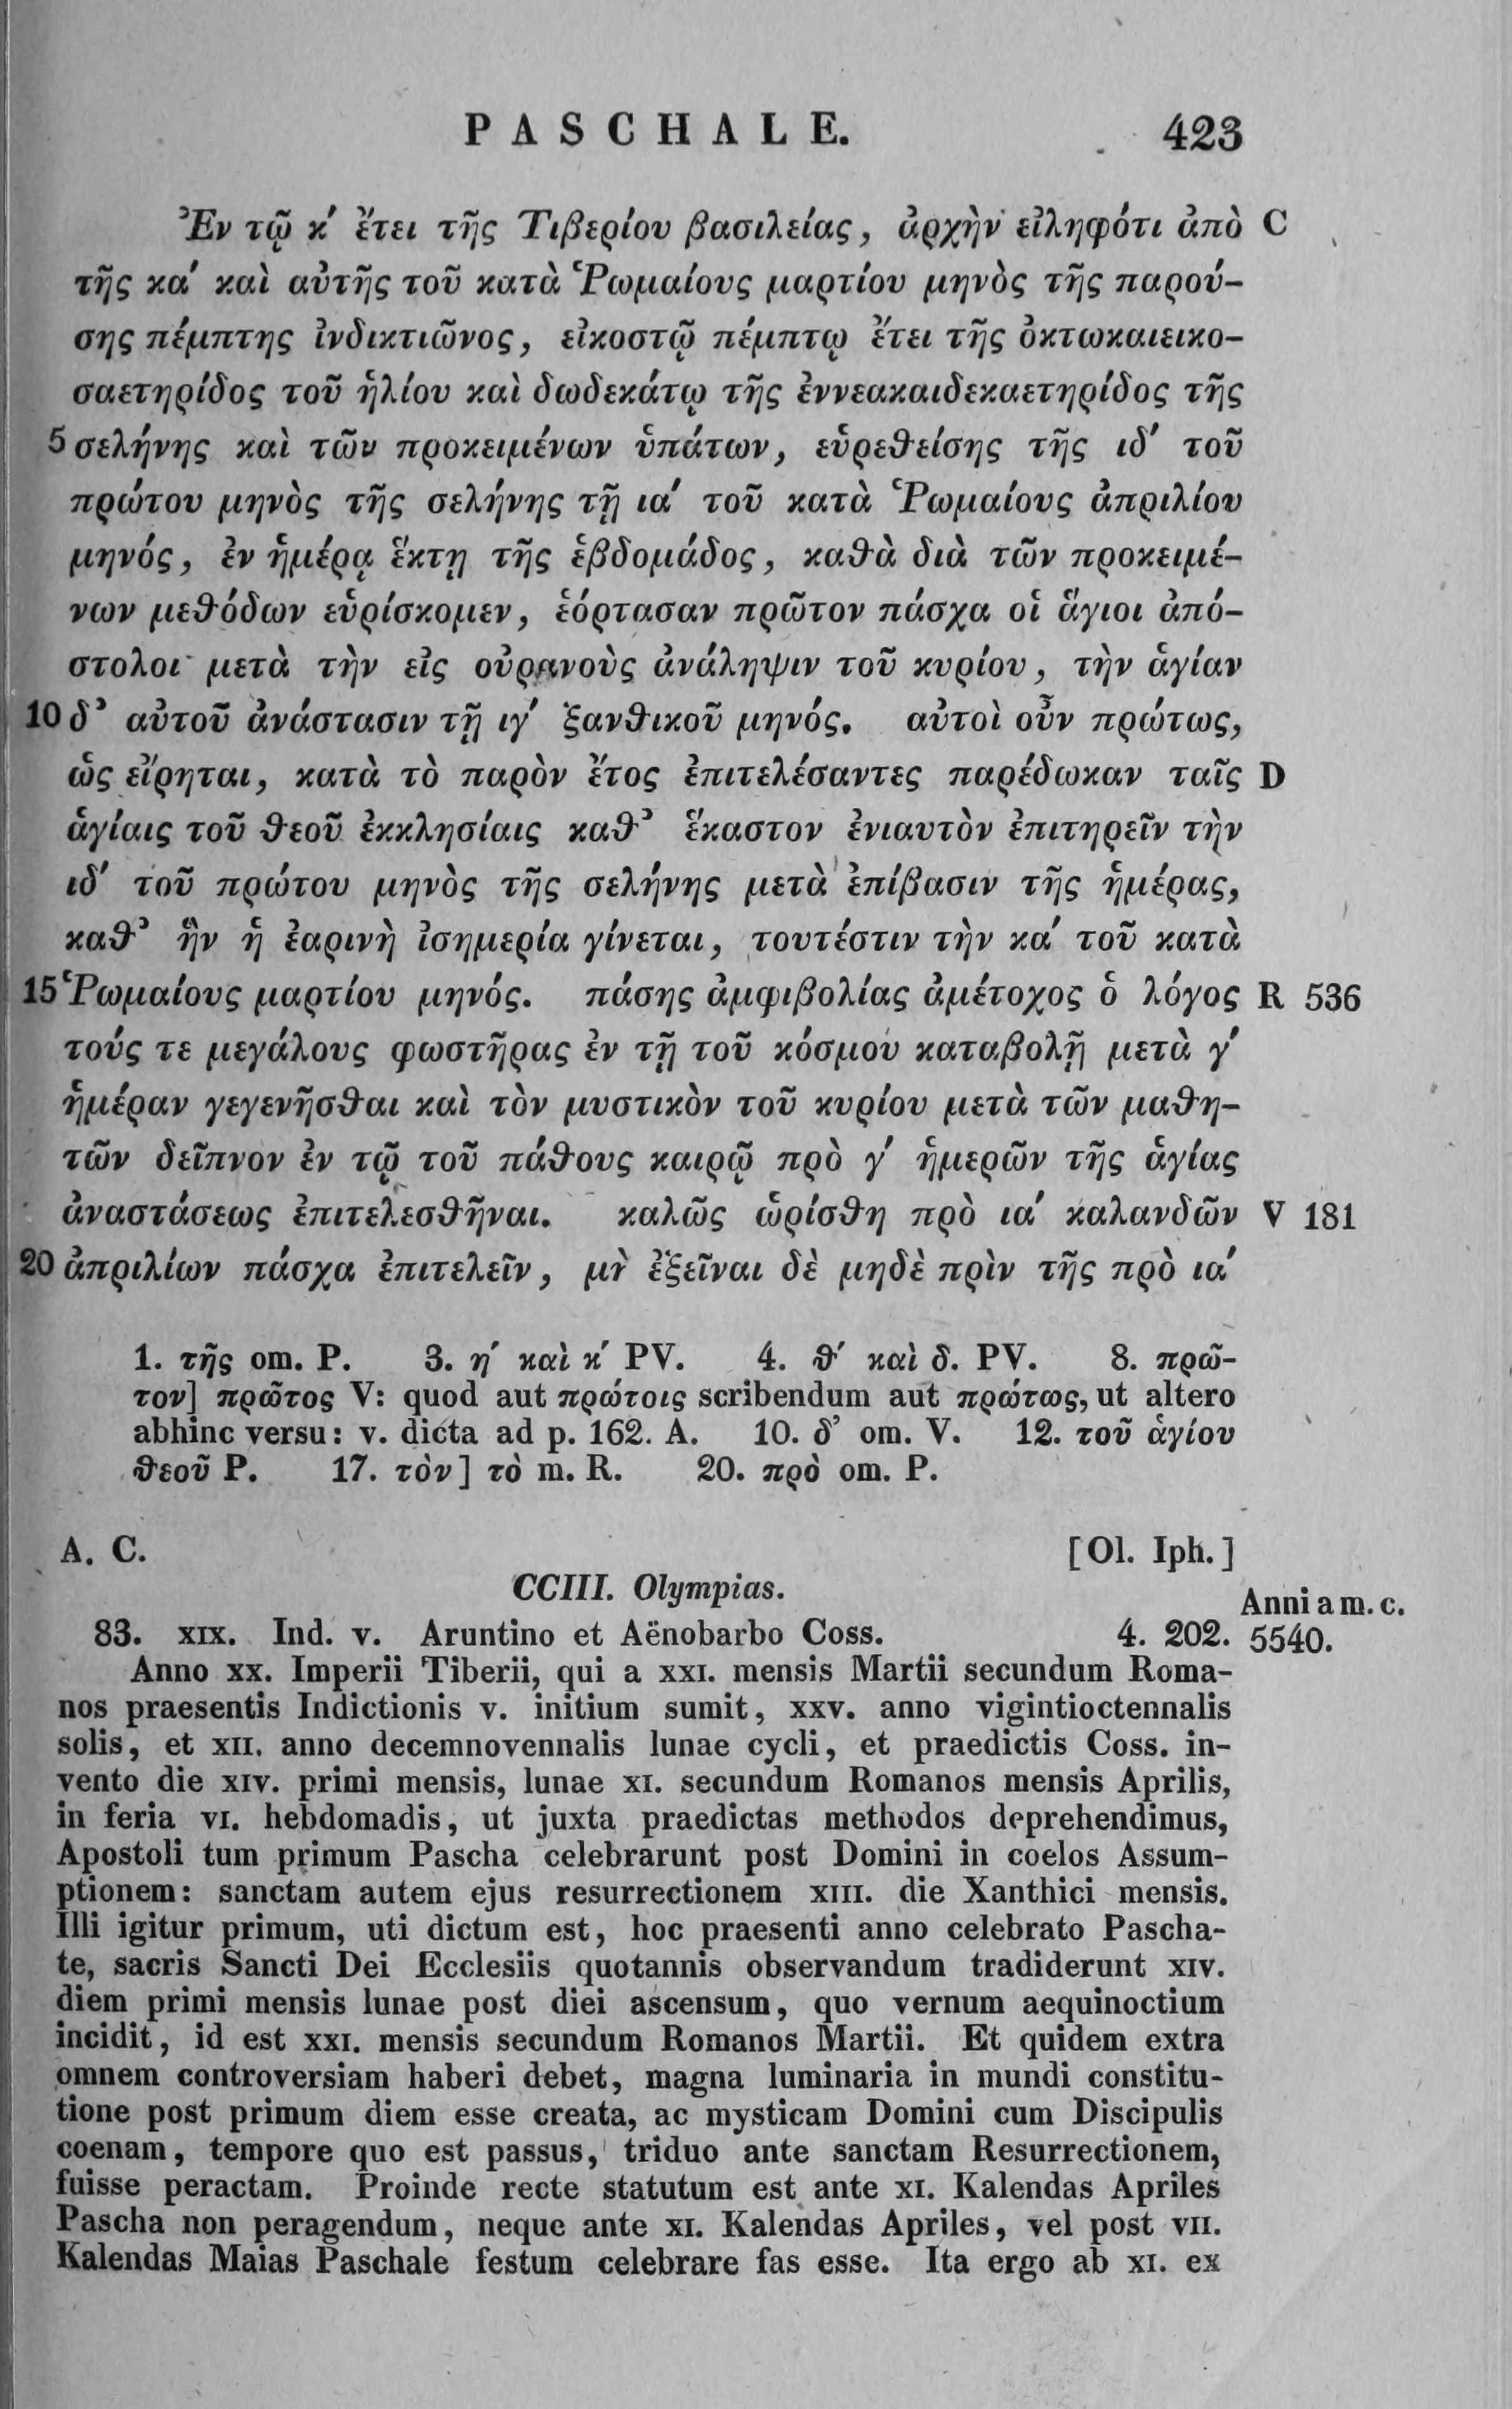 PASCHALE. 423
Ἐν τῷ κ' ἔτει τῆς Τιβερίου βασιλείας, ἀρχὴν εἰληφότι ἀπὸ C
τῆς κα' καὶ αὐτῆς τοῦ κατὰ Ῥωμαίους μαρτίου μηνὸς τῆς παρού-
σης πέμπτης ἰνδικτιῶνος, εἰκοστῷ πέμπτῳ ἔτει τῆς ὀκτωκαιεικο-
σαετηρίδος τοῦ ἡλίου καὶ δωδεκάτῳ τῆς ἐννεακαιδεκαετηρίδος τῆς
5 σελήνης καὶ τῶν προκειμένων ὑπάτων, εὑρεθείσης τῆς ιδ' τοῦ
πρώτου μηνὸς τῆς σελήνης τῇ ια' τοῦ κατὰ Ῥωμαίους ἀπριλίου
μηνός, ἐν ἡμέρᾳ ἕκτῃ τῆς ἑβδομάδος, καθὰ διὰ τῶν προκειμέ-
νων μεθόδων εὑρίσκομεν, ἑόρτασαν πρῶτον πάσχα οἱ ἅγιοι ἀπό-
στολοι μετὰ τὴν εἰς οὐρανοὺς ἀνάληψιν τοῦ κυρίου, τὴν ἁγίαν
10 δ' αὐτοῦ ἀνάστασιν τῇ ιγ' ξανθικοῦ μηνός. αὐτοὶ οὖν πρώτως,
ὡς εἴρηται, κατὰ τὸ παρὸν ἔτος ἐπιτελέσαντες παρέδωκαν ταῖς D
ἁγίαις τοῦ θεοῦ ἐκκλησίαις καθ' ἕκαστον ἐνιαυτὸν ἐπιτηρεῖν τὴν
ιδ' τοῦ πρώτου μηνὸς τῆς σελήνης μετὰ ἐπίβασιν τῆς ἡμέρας,
καθ' ἣν ἡ ἐαρινὴ ἰσημερία γίνεται, τουτέστιν τὴν κα' τοῦ κατὰ
15 Ῥωμαίους μαρτίου μηνός. πάσης ἀμφιβολίας ἀμέτοχος ὁ λόγος R 536
τούς τε μεγάλους φωστῆρας ἐν τῇ τοῦ κόσμου καταβολῇ μετὰ γ'
ἡμέραν γεγενῆσθαι καὶ τὸν μυστικὸν τοῦ κυρίου μετὰ τῶν μαθη-
τῶν δεῖπνον ἐν τῷ τοῦ πάθους καιρῷ πρὸ γ' ἡμερῶν τῆς ἁγίας
ἀναστάσεως ἐπιτελεσθῆναι. καλῶς ὡρίσθη πρὸ ια' καλανδῶν V 181
20 ἀπριλίων πάσχα ἐπιτελεῖν, μὴ ἐξεῖναι δὲ μηδὲ πρὶν τῆς πρὸ ια'
1. τῆς om. P. 3. η' καὶ κ' PV. 4. θ' καὶ δ. PV. 8. πρῶ-
τον] πρῶτος V: quod aut πρώτοις scribendum aut πρώτως, ut altero
abhinc versu: v. dicta ad p. 162. A. 10. δ' om. V. 12. τοῦ ἁγίου
θεοῦ P. 17. τὸν] τὸ m. R. 20. πρὸ om. P.
A. C. [Ol. Iph.]
CCIII. Olympias.
Anni a m. c.
83. XIX. Ind. v. Aruntino et Aënobarbo Coss. 4. 202. 5540.
Anno XX. Imperii Tiberii, qui a XXI. mensis Martii secundum Roma-
nos praesentis Indictionis v. initium sumit, XXV. anno vigintioctennalis
solis, et XII. anno decemnovennalis lunae cycli, et praedictis Coss. in-
vento die XIV. primi mensis, lunae XI. secundum Romanos mensis Aprilis,
in feria VI. hebdomadis, ut juxta praedictas methodos deprehendimus,
Apostoli tum primum Pascha celebrarunt post Domini in coelos Assum-
ptionem: sanctam autem ejus resurrectionem XIII. die Xanthici mensis.
Illi igitur primum, uti dictum est, hoc praesenti anno celebrato Pascha-
te, sacris Sancti Dei Ecclesiis quotannis observandum tradiderunt XIV.
diem primi mensis lunae post diei ascensum, quo vernum aequinoctium
incidit, id est XXI. mensis secundum Romanos Martii. Et quidem extra
omnem controversiam haberi debet, magna luminaria in mundi constitu-
tione post primum diem esse creata, ac mysticam Domini cum Discipulis
coenam, tempore quo est passus, triduo ante sanctam Resurrectionem,
fuisse peractam. Proinde recte statutum est ante XI. Kalendas Apriles
Pascha non peragendum, neque ante XI. Kalendas Apriles, vel post VII.
Kalendas Maias Paschale festum celebrare fas esse. Ita ergo ab XI. ex